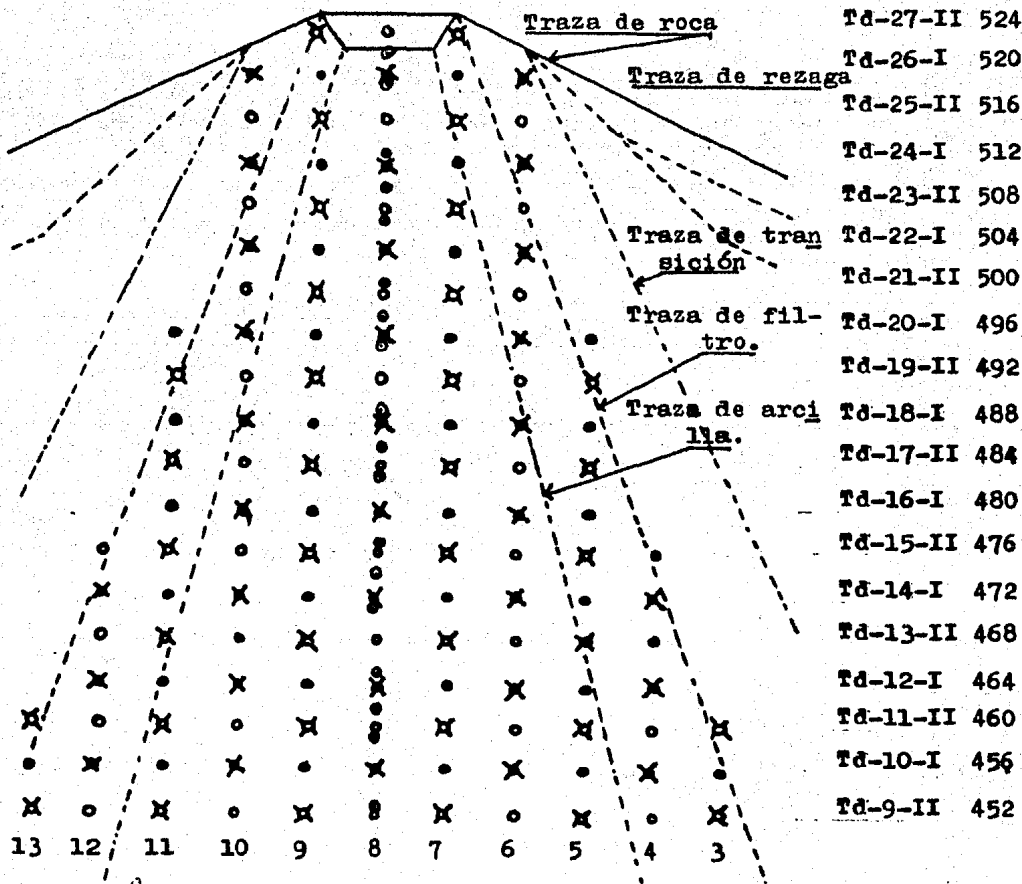 Traza de roca
Td-27-II 524
Td-26-I 520
Traza de rezaga
Td-25-II 516
Td-24-I 512
Td-23-II 508
Traza de tran
sición
Td-22-I 504
Td-21-II 500
Traza de fil-
tro.
Td-20-I 496
Td-19-II 492
Traza de arci
lla.
Td-18-I 488
Td-17-II 484
Td-16-I 480
Td-15-II 476
Td-14-I 472
Td-13-II 468
Td-12-I 464
Td-11-II 460
Td-10-I 456
Td-9-II 452
13 12 11 10 9 8 7 6 5 4 3